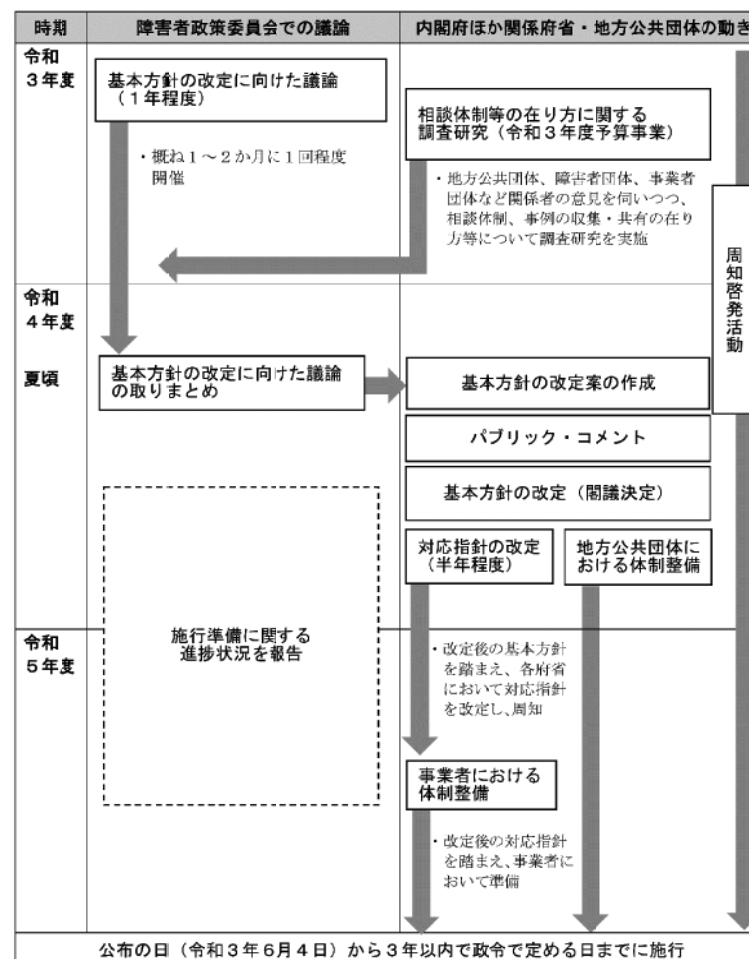 時期
障害者政策委員会での議論
内閣府ほか関係府省・地方公共団体の動き
令和
3年度
基本方針の改定に向けた議論
（1年程度）
・概ね1～2か月に1回程度
開催
相談体制等の在り方に関する
調査研究（令和3年度予算事業）
・地方公共団体、障害者団体、事業者
団体など関係者の意見を伺いつつ、
相談体制、事例の収集・共有の在り
方等について調査研究を実施
周知啓発活動
令和
4年度
夏頃
基本方針の改定に向けた議論
の取りまとめ
基本方針の改定案の作成
パブリック・コメント
基本方針の改定（閣議決定）
対応指針の改定
（半年程度）
地方公共団体に
おける体制整備
施行準備に関する
進捗状況を報告
令和
5年度
・改定後の基本方針
を踏まえ、各府省
において対応指針
を改定し、周知
事業者における
体制整備
・改定後の対応指針
を踏まえ、事業者に
おいて準備
公布の日（令和3年6月4日）から3年以内で政令で定める日までに施行